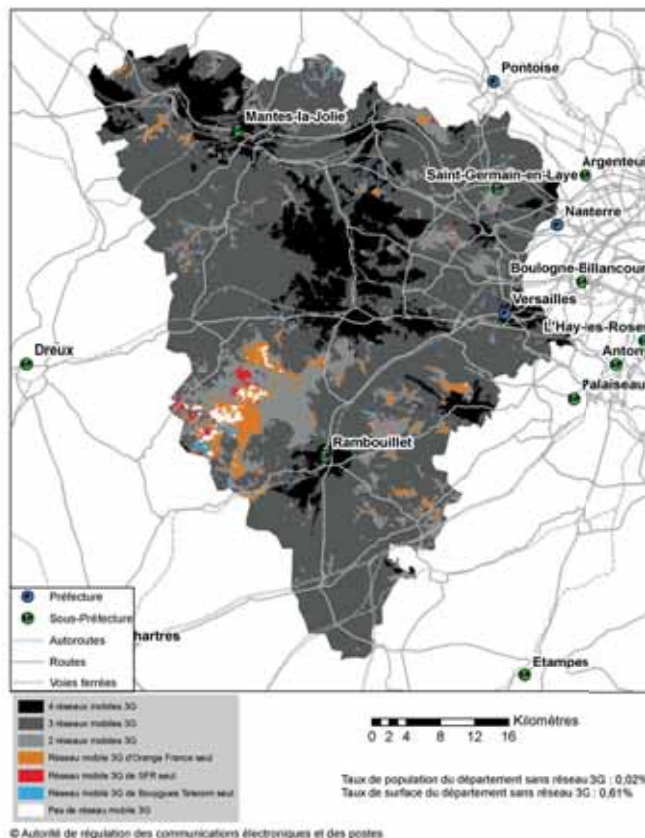 Pontoise
Mantes-la-Jolie
Argenteui
Saint-Germain-en-Laye
Nanterre
Boulogne-Billancour
Versailles
L'Hay-es-Rose
Dreux
Antony
Palaiseau
Rambouillet
Préfecture
Sous-Préfecture
Autoroutes
hartres
Routes
Voies ferrées
Etampes
4 réseaux mobiles 3G
3 réseaux mobiles 3G
2 réseaux mobiles 3G
Réseau mobile 3G d'Orange France seul
Réseau mobile 3G de SFR seul
Réseau mobile 3G de Bouygues Telecom seul
Pas de réseau mobile 3G
Kilomètres
0 2 4 8 12 16
Taux de population du département sans réseau 3G : 0,02%
Taux de surface du département sans réseau 3G : 0,61%
© Autorité de régulation des communications électroniques et des postes